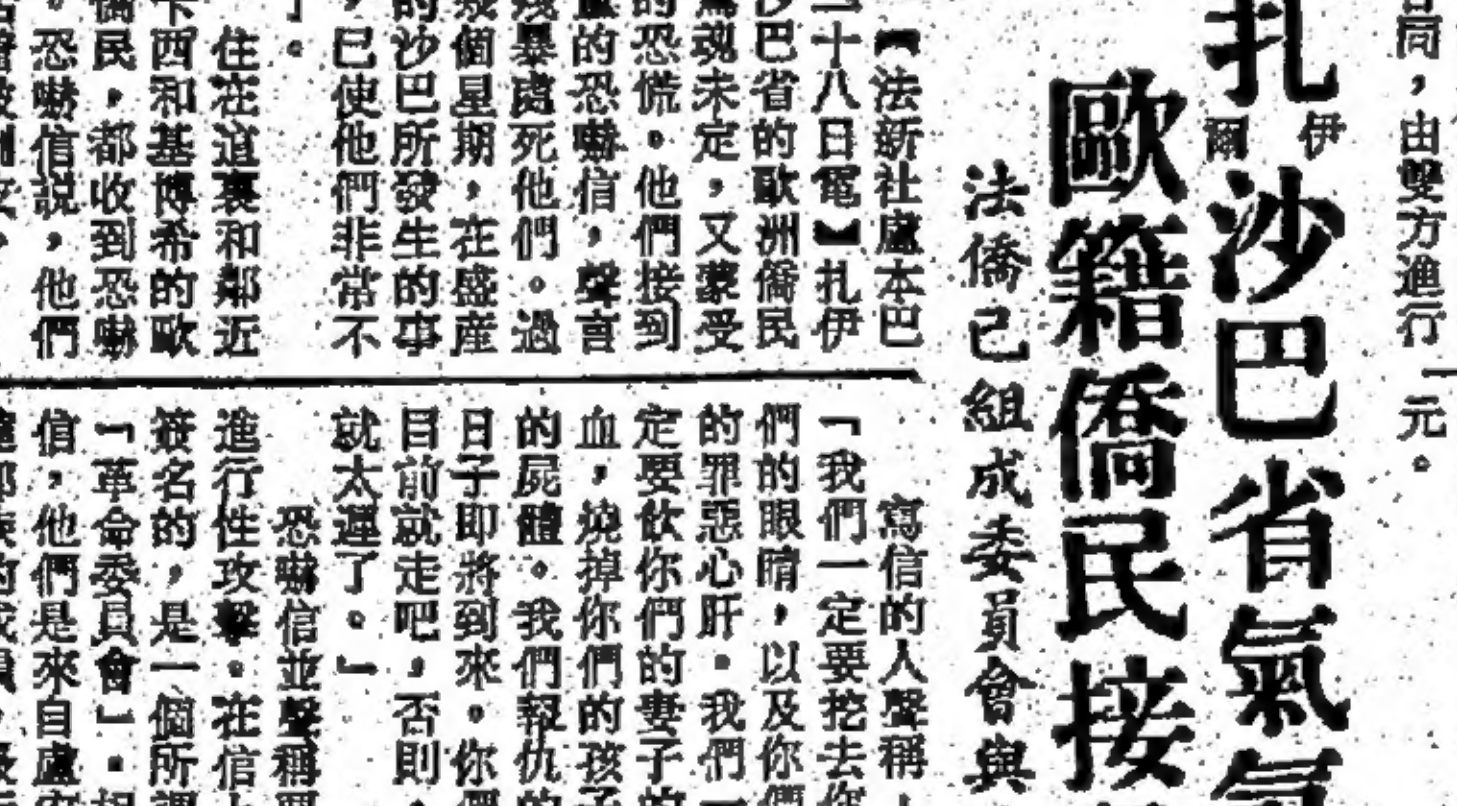 同，由雙方進行
一元。
扎伊爾沙巴省氣
歐籍僑民接
法僑已組成委員會與
【法新社盧本巴
二十八日電】扎伊
沙巴省的歐洲僑民
驚魂未定，又蒙受
的恐慌。他們接到
的恐嚇信，聲言
殘暴處死他們。過
幾個星期，在盛產
的沙巴所發生的事
，已使他們非常不
」。
住在這裏和鄰近
卡西和基博希的歐
僑民，都收到恐嚇
。恐嚇信說，他們
寫信的人聲稱
「我們一定要挖去你
們的眼睛，以及你們
的罪惡心肝。我們一
定要飲你們的妻子的
血，燒掉你們的孩子
的屍體。我們報仇的
日子即將到來，你們
目前就走吧，否則，
就太遲了。」
恐嚇信並聲稱要
進行性攻擊。在信上
簽名的，是一個所謂
「革命委員會」。
信，他們是來自盧安